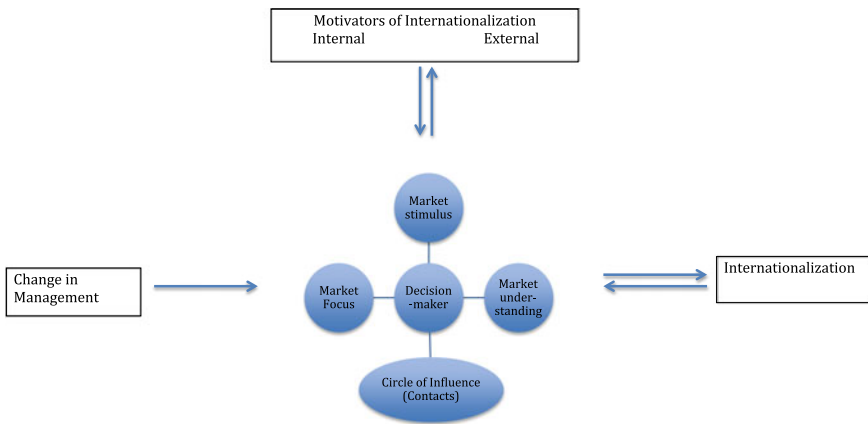 Motivators of Internationalization
Internal External
Market
stimulus
Change in
Management
Market
Focus
Decision
-maker
Market
under-
standing
Internationalization
Circle of Influence
(Contacts)